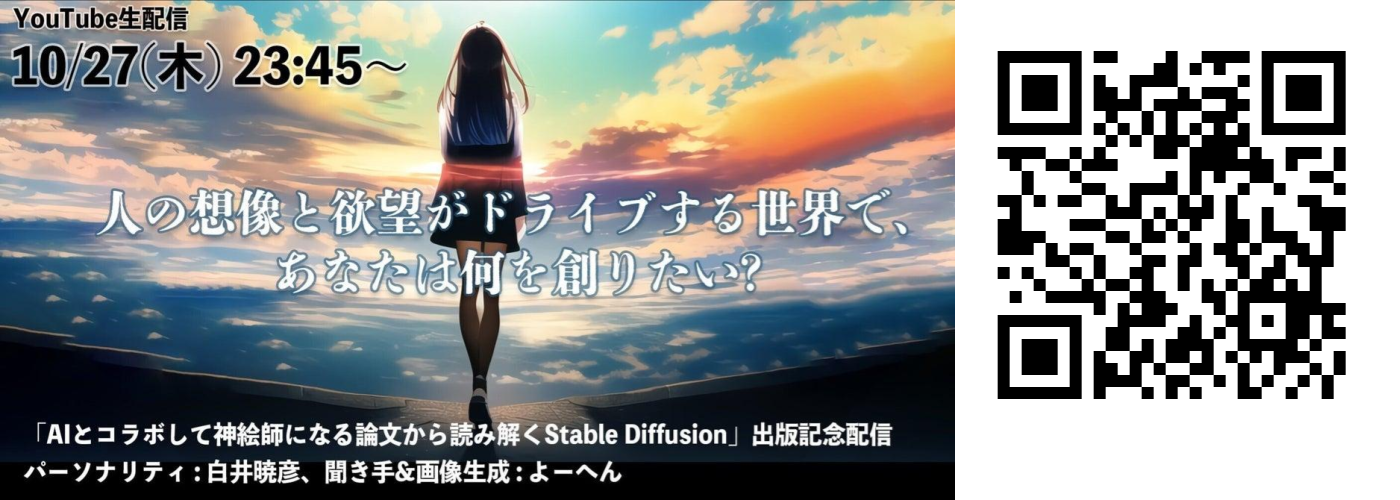 YouTube生配信
10/27(木) 23:45～
人の想像と欲望がドライブする世界で、
あなたは何を創りたい?
「AIとコラボして神絵師になる論文から読み解くStable Diffusion」出版記念配信
パーソナリティ:白井暁彦、聞き手&画像生成:よーへん